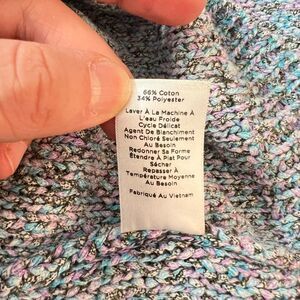 66% Coton
34% Polyester
Laver À La Machine À
L'eau Froide
Cycle Délicat
Agent De Blanchiment
Non Chloré Seulement
Au Besoin
Redonner Sa Forme
Étendre À Plat Pour
Sécher
Repasser À
Température Moyenne
Au Besoin
Fabriqué Au Vietnam